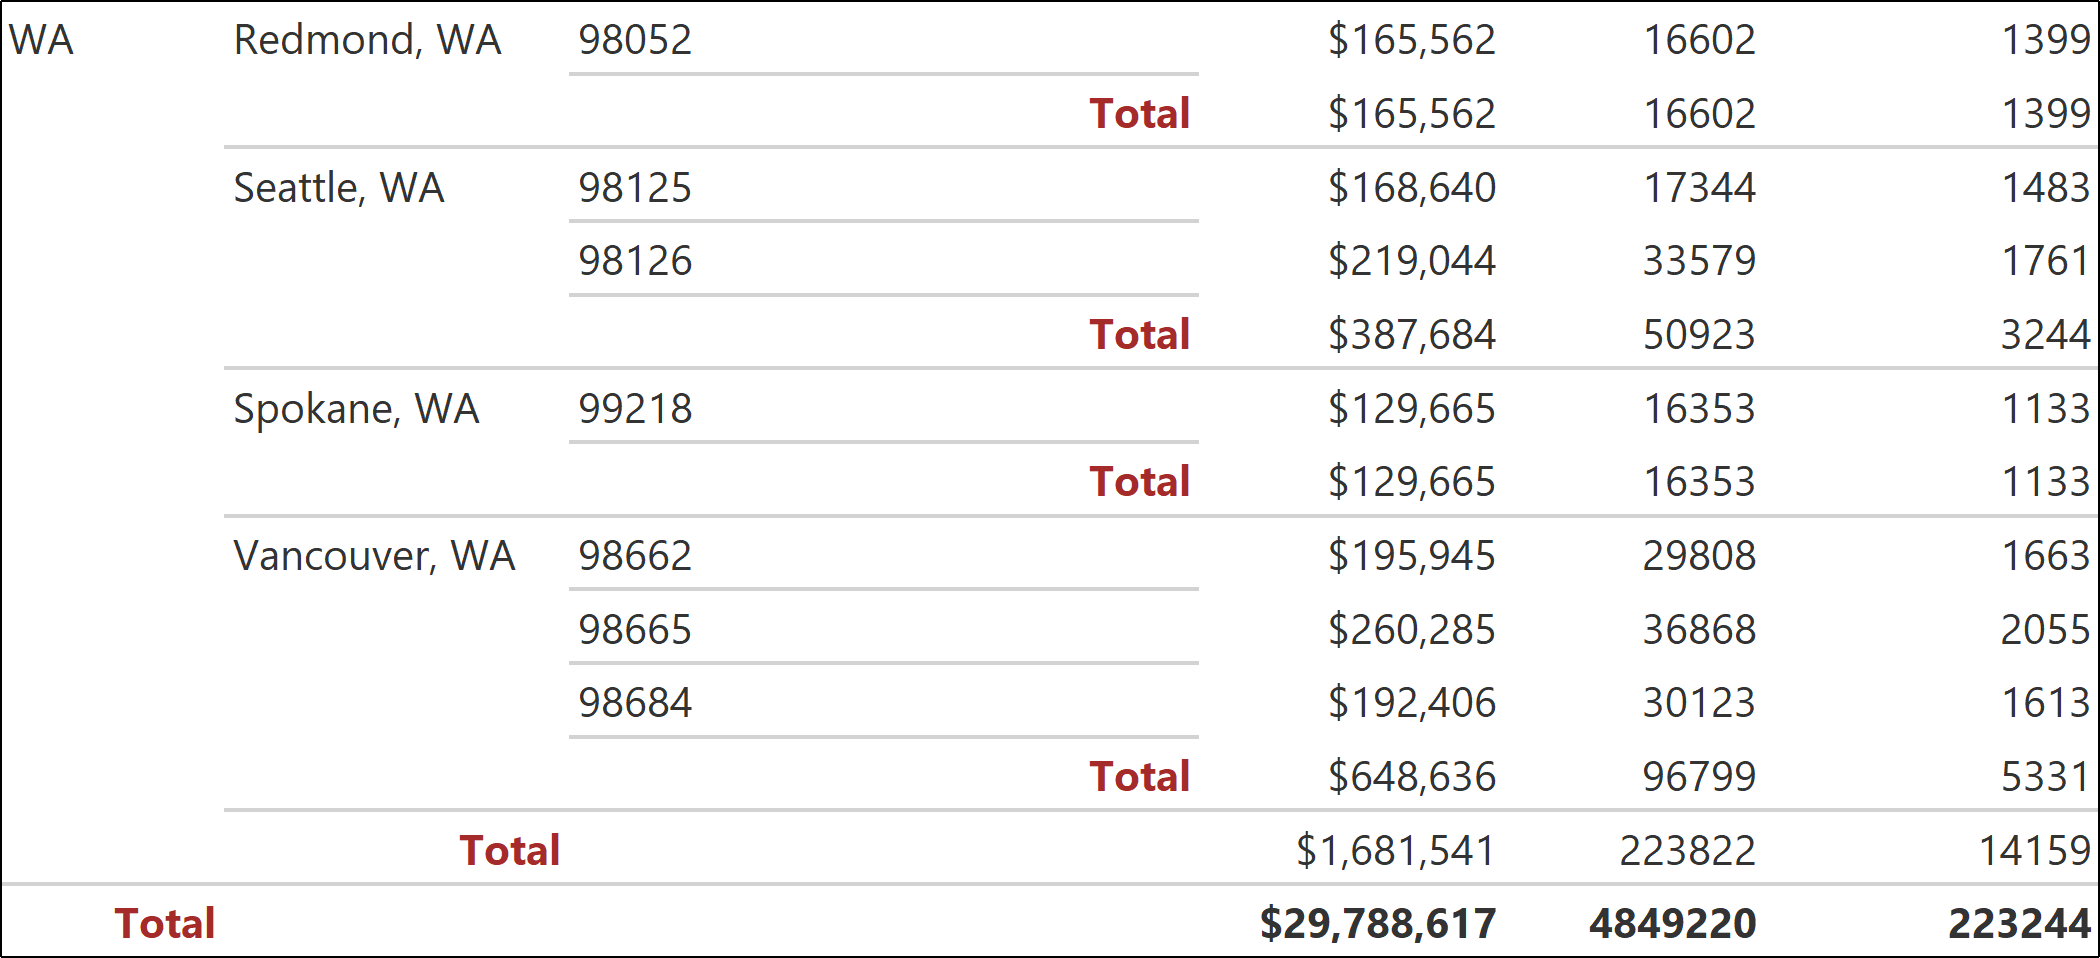 WA Redmond, WA 98052 $165,562 16602 1399
Total $165,562 16602 1399
Seattle, WA 98125 $168,640 17344 1483
98126 $219,044 33579 1761
Total $387,684 50923 3244
Spokane, WA 99218 $129,665 16353 1133
Total $129,665 16353 1133
Vancouver, WA 98662 $195,945 29808 1663
98665 $260,285 36868 2055
98684 $192,406 30123 1613
Total $648,636 96799 5331
Total $1,681,541 223822 14159
Total $29,788,617 4849220 223244